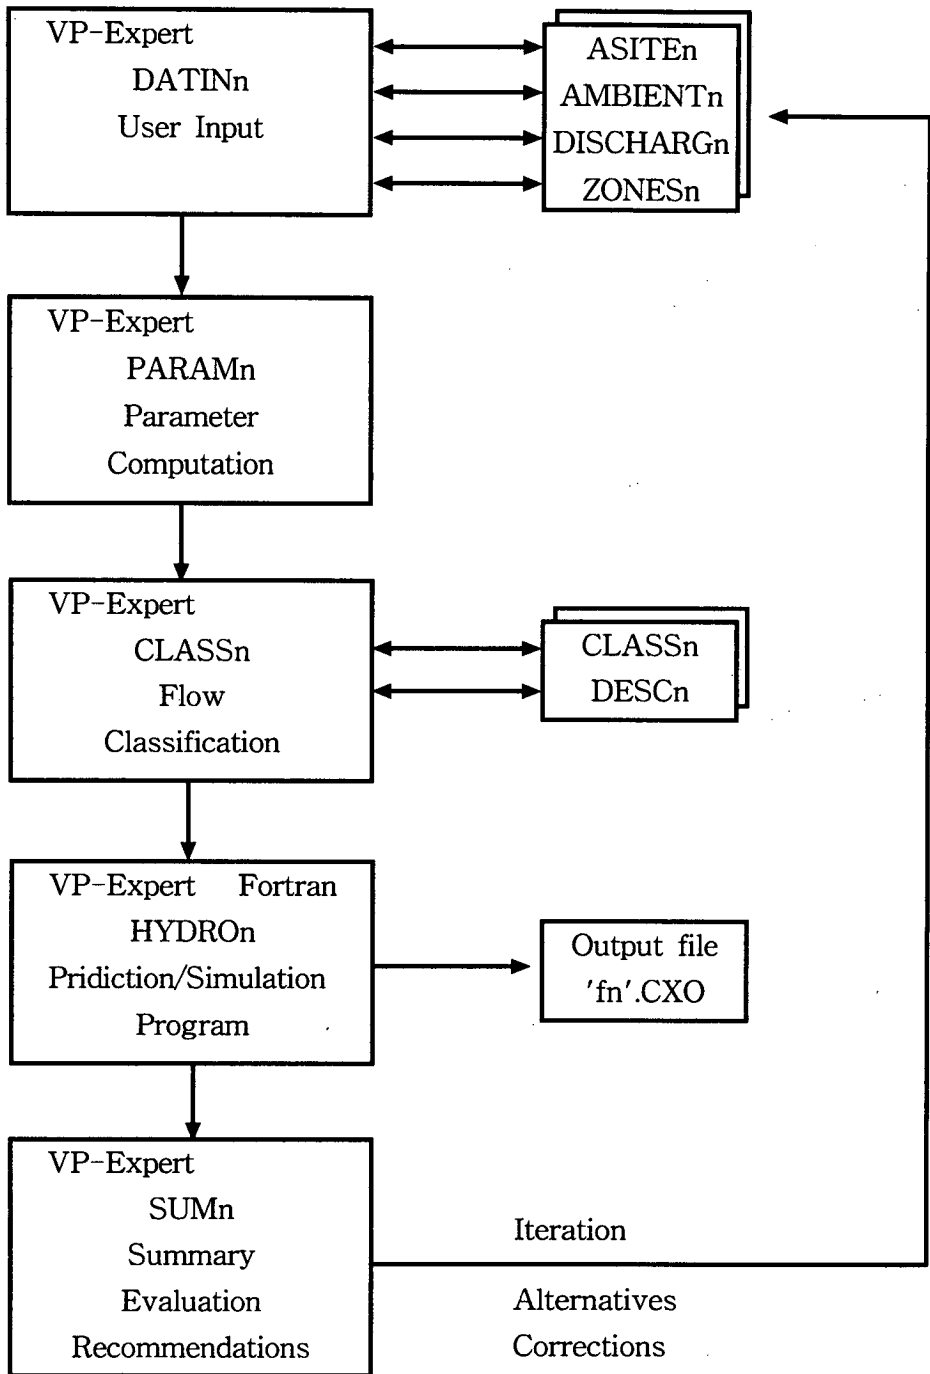 VP-Expert
DATINn
User Input
ASITEn
AMBIENTn
DISCHARGn
ZONESn
VP-Expert
PARAMn
Parameter
Computation
VP-Expert
CLASSn
Flow
Classification
CLASSn
DESCn
VP-Expert Fortran
HYDROn
Pridiction/Simulation
Program
Output file
'fn'.CXO
VP-Expert
SUMn
Summary
Evaluation
Recommendations
Iteration
Alternatives
Corrections